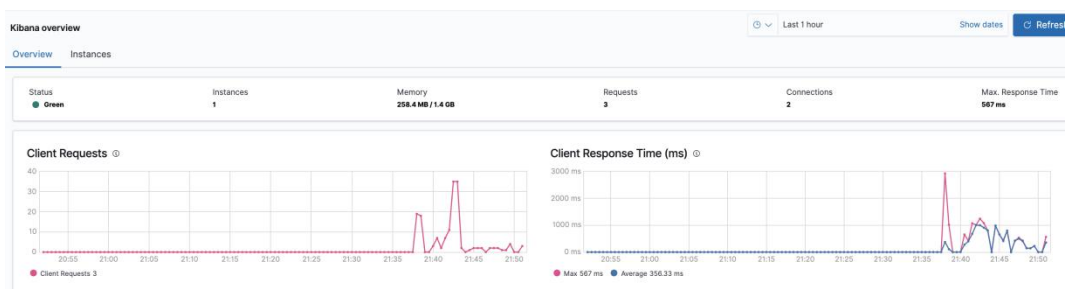 Kibana overview
Last 1 hour
Show dates
Refresh
Overview Instances
Status Instances Memory Requests Connections Max. Response Time
Green 1 258.4 MB / 1.4 GB 3 2 567 ms
Client Requests
40
30
20
10
0
20:55 21:00 21:05 21:10 21:15 21:20 21:25 21:30 21:35 21:40 21:45 21:50
Client Requests 3
Client Response Time (ms)
3000 ms
2000 ms
1000 ms
0 ms
20:55 21:00 21:05 21:10 21:15 21:20 21:25 21:30 21:35 21:40 21:45 21:50
Max 567 ms Average 356.33 ms